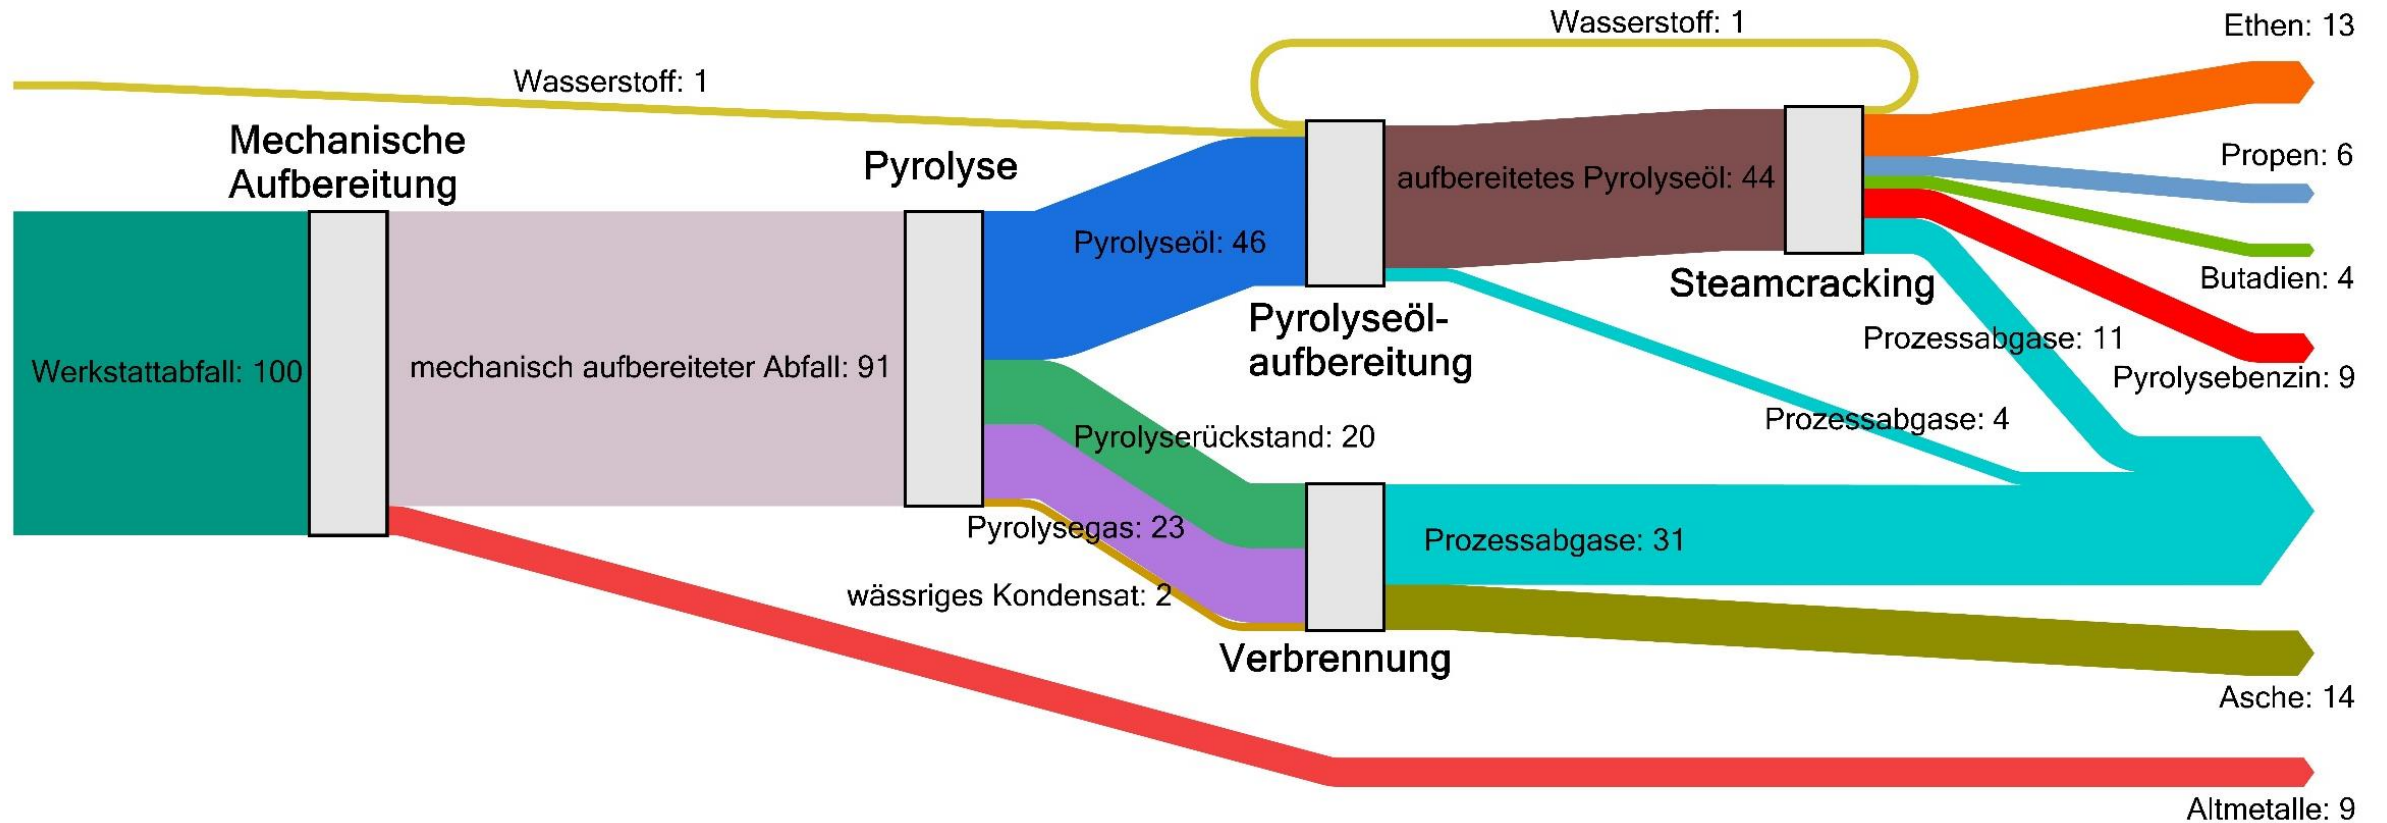 Wasserstoff: 1
Ethen: 13
Wasserstoff: 1
Mechanische
Aufbereitung
Pyrolyse
Propen: 6
aufbereitetes Pyrolyseöl: 44
Pyrolyseöl: 46
Steamcracking
Butadien: 4
Pyrolyseöl-
aufbereitung
Prozessabgase: 11
Werkstattabfall: 100
mechanisch aufbereiteter Abfall: 91
Pyrolysebenzin: 9
Prozessabgase: 4
Pyrolyserückstand: 20
Pyrolysegas: 23
Prozessabgase: 31
wässriges Kondensat: 2
Verbrennung
Asche: 14
Altmetalle: 9